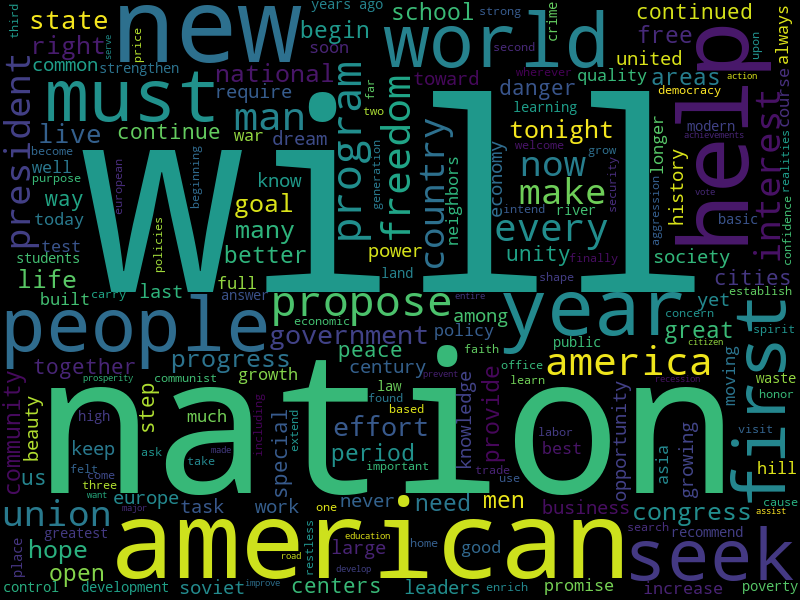 third
state
new
years ago
school
strong
crime
continued
always
begin
serve
price
right
world
second
free
upon
common
strengthen
soon
united
course
help
national
must
man
require
program
far
toward
quality
areas
action
danger
wherever
democracy
president
live
continue
war
dream
two
freedom
learning
tonight
modern
achievements
become
well
know
country
neighbors
economy
welcome
grow
longer
interest
realities
purpose
european
beginning
will
generation
now
make
security
history
basic
way
goal
intend
river
aggression
vote
confidence
today
many
every
test
policies
better
power
unity
finally
society
students
full
land
shape
cities
life
last
answer
built
carry
people
propose
entire
year
yet
establish
economic
among
concern
great
spirit
government
policy
public
citizen
together
progress
peace
faith
america
first
century
office
moving
waste
prosperity
communist
growth
law
prevent
learn
recession
honor
community
beauty
step
nation
found
based
knowledge
provide
opportunity
high
much
special
including
extend
effort
labor
visit
keep
felt
ask
made
period
best
asia
growing
hill
us
come
take
important
trade
three
use
want
europe
task
work
never
need
men
business
congress
cause
union
major
one
assist
greatest
american
education
search
recommend
place
hope
road
restless
large
home
good
seek
open
develop
control
development
soviet
centers
improve
leaders
enrich
promise
increase
poverty